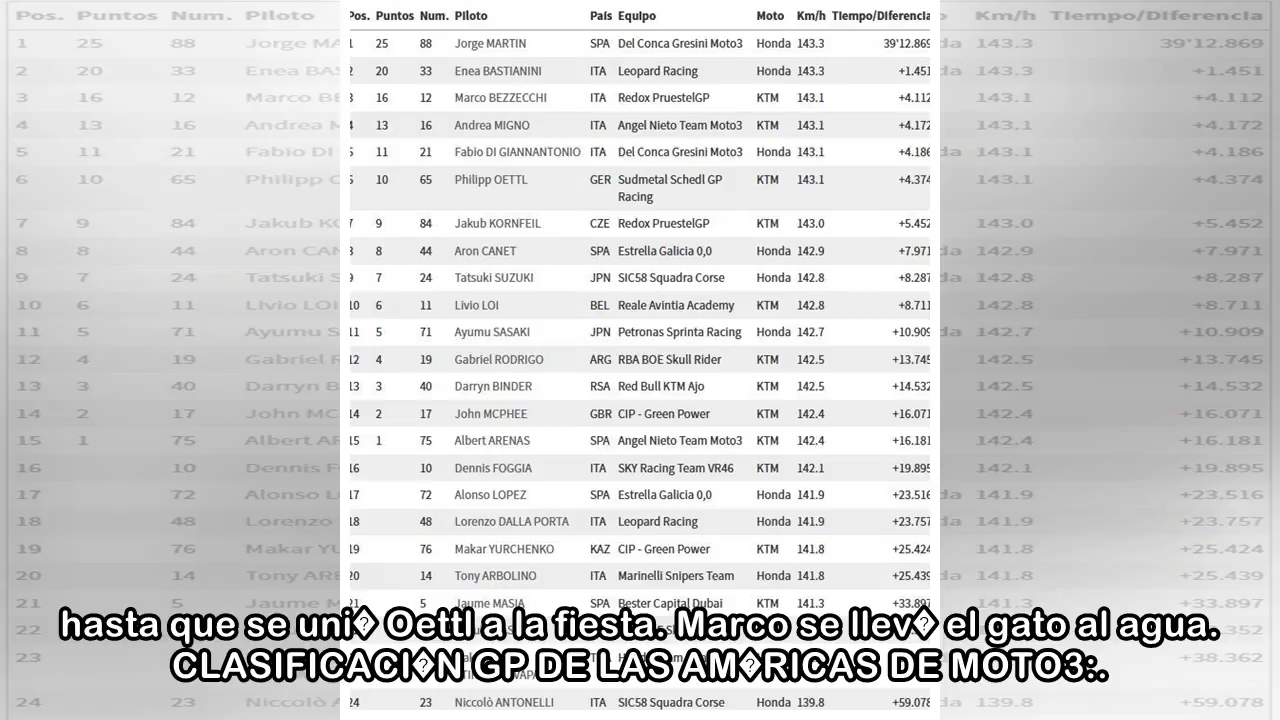 Pos. Puntos Num. Piloto País Equipo Moto Km/h Tiempo/Diferencia
1 25 88 Jorge MARTIN SPA Del Conca Gresini Moto3 Honda 143.3 39'12.869
2 20 33 Enea BASTIANINI ITA Leopard Racing Honda 143.3 +1.451
3 16 12 Marco BEZZECCHI ITA Redox PruestelGP KTM 143.1 +4.112
4 13 16 Andrea MIGNO ITA Angel Nieto Team Moto3 KTM 143.1 +4.172
5 11 21 Fabio DI GIANNANTONIO ITA Del Conca Gresini Moto3 Honda 143.1 +4.186
6 10 65 Philipp OETTL GER Sudmetal Schedl GP KTM 143.1 +4.374
Racing
7 9 84 Jakub KORNFEIL CZE Redox PruestelGP KTM 143.0 +5.452
8 8 44 Aron CANET SPA Estrella Galicia 0,0 Honda 142.9 +7.971
9 7 24 Tatsuki SUZUKI JPN SIC58 Squadra Corse Honda 142.8 +8.287
10 6 11 Livio LOI BEL Reale Avintia Academy KTM 142.8 +8.711
11 5 71 Ayumu SASAKI JPN Petronas Sprinta Racing Honda 142.7 +10.909
12 4 19 Gabriel RODRIGO ARG RBA BOE Skull Rider KTM 142.5 +13.745
13 3 40 Darryn BINDER RSA Red Bull KTM Ajo KTM 142.5 +14.532
14 2 17 John MCPHEE GBR CIP - Green Power KTM 142.4 +16.071
15 1 75 Albert ARENAS SPA Angel Nieto Team Moto3 KTM 142.4 +16.181
16 10 Dennis FOGGIA ITA SKY Racing Team VR46 KTM 142.1 +19.895
17 72 Alonso LOPEZ SPA Estrella Galicia 0,0 Honda 141.9 +23.516
18 48 Lorenzo DALLA PORTA ITA Leopard Racing Honda 141.9 +23.757
19 76 Makar YURCHENKO KAZ CIP - Green Power KTM 141.8 +25.424
20 14 Tony ARBOLINO ITA Marinelli Snipers Team Honda 141.8 +25.439
21 5 Jaume MASIA SPA Bester Capital Dubai KTM 141.3 +33.897
hasta que se uni� Oettl a la fiesta. Marco se llev� el gato al agua.
CLASIFICACI�N GP DE LAS AM�RICAS DE MOTO3:.
24 23 Niccolò ANTONELLI ITA SIC58 Squadra Corse Honda 139.8 +59.078